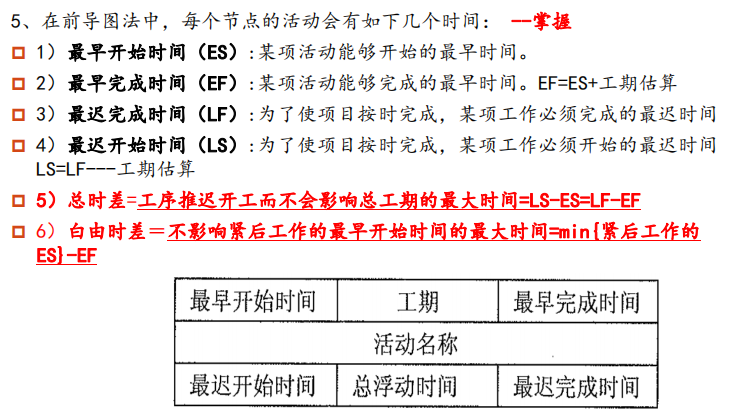 5、在前导图法中，每个节点的活动会有如下几个时间： --掌握
1）最早开始时间（ES）:某项活动能够开始的最早时间。
2）最早完成时间（EF）:某项活动能够完成的最早时间。EF=ES+工期估算
3）最迟完成时间（LF）:为了使项目按时完成，某项工作必须完成的最迟时间
4）最迟开始时间（LS）:为了使项目按时完成，某项工作必须开始的最迟时间
LS=LF---工期估算
5）总时差=工序推迟开工而不会影响总工期的最大时间=LS-ES=LF-EF
6）白由时差＝不影响紧后工作的最早开始时间的最大时间=min{紧后工作的
ES}-EF
最早开始时间 工期 最早完成时间
活动名称
最迟开始时间 总浮动时间 最迟完成时间